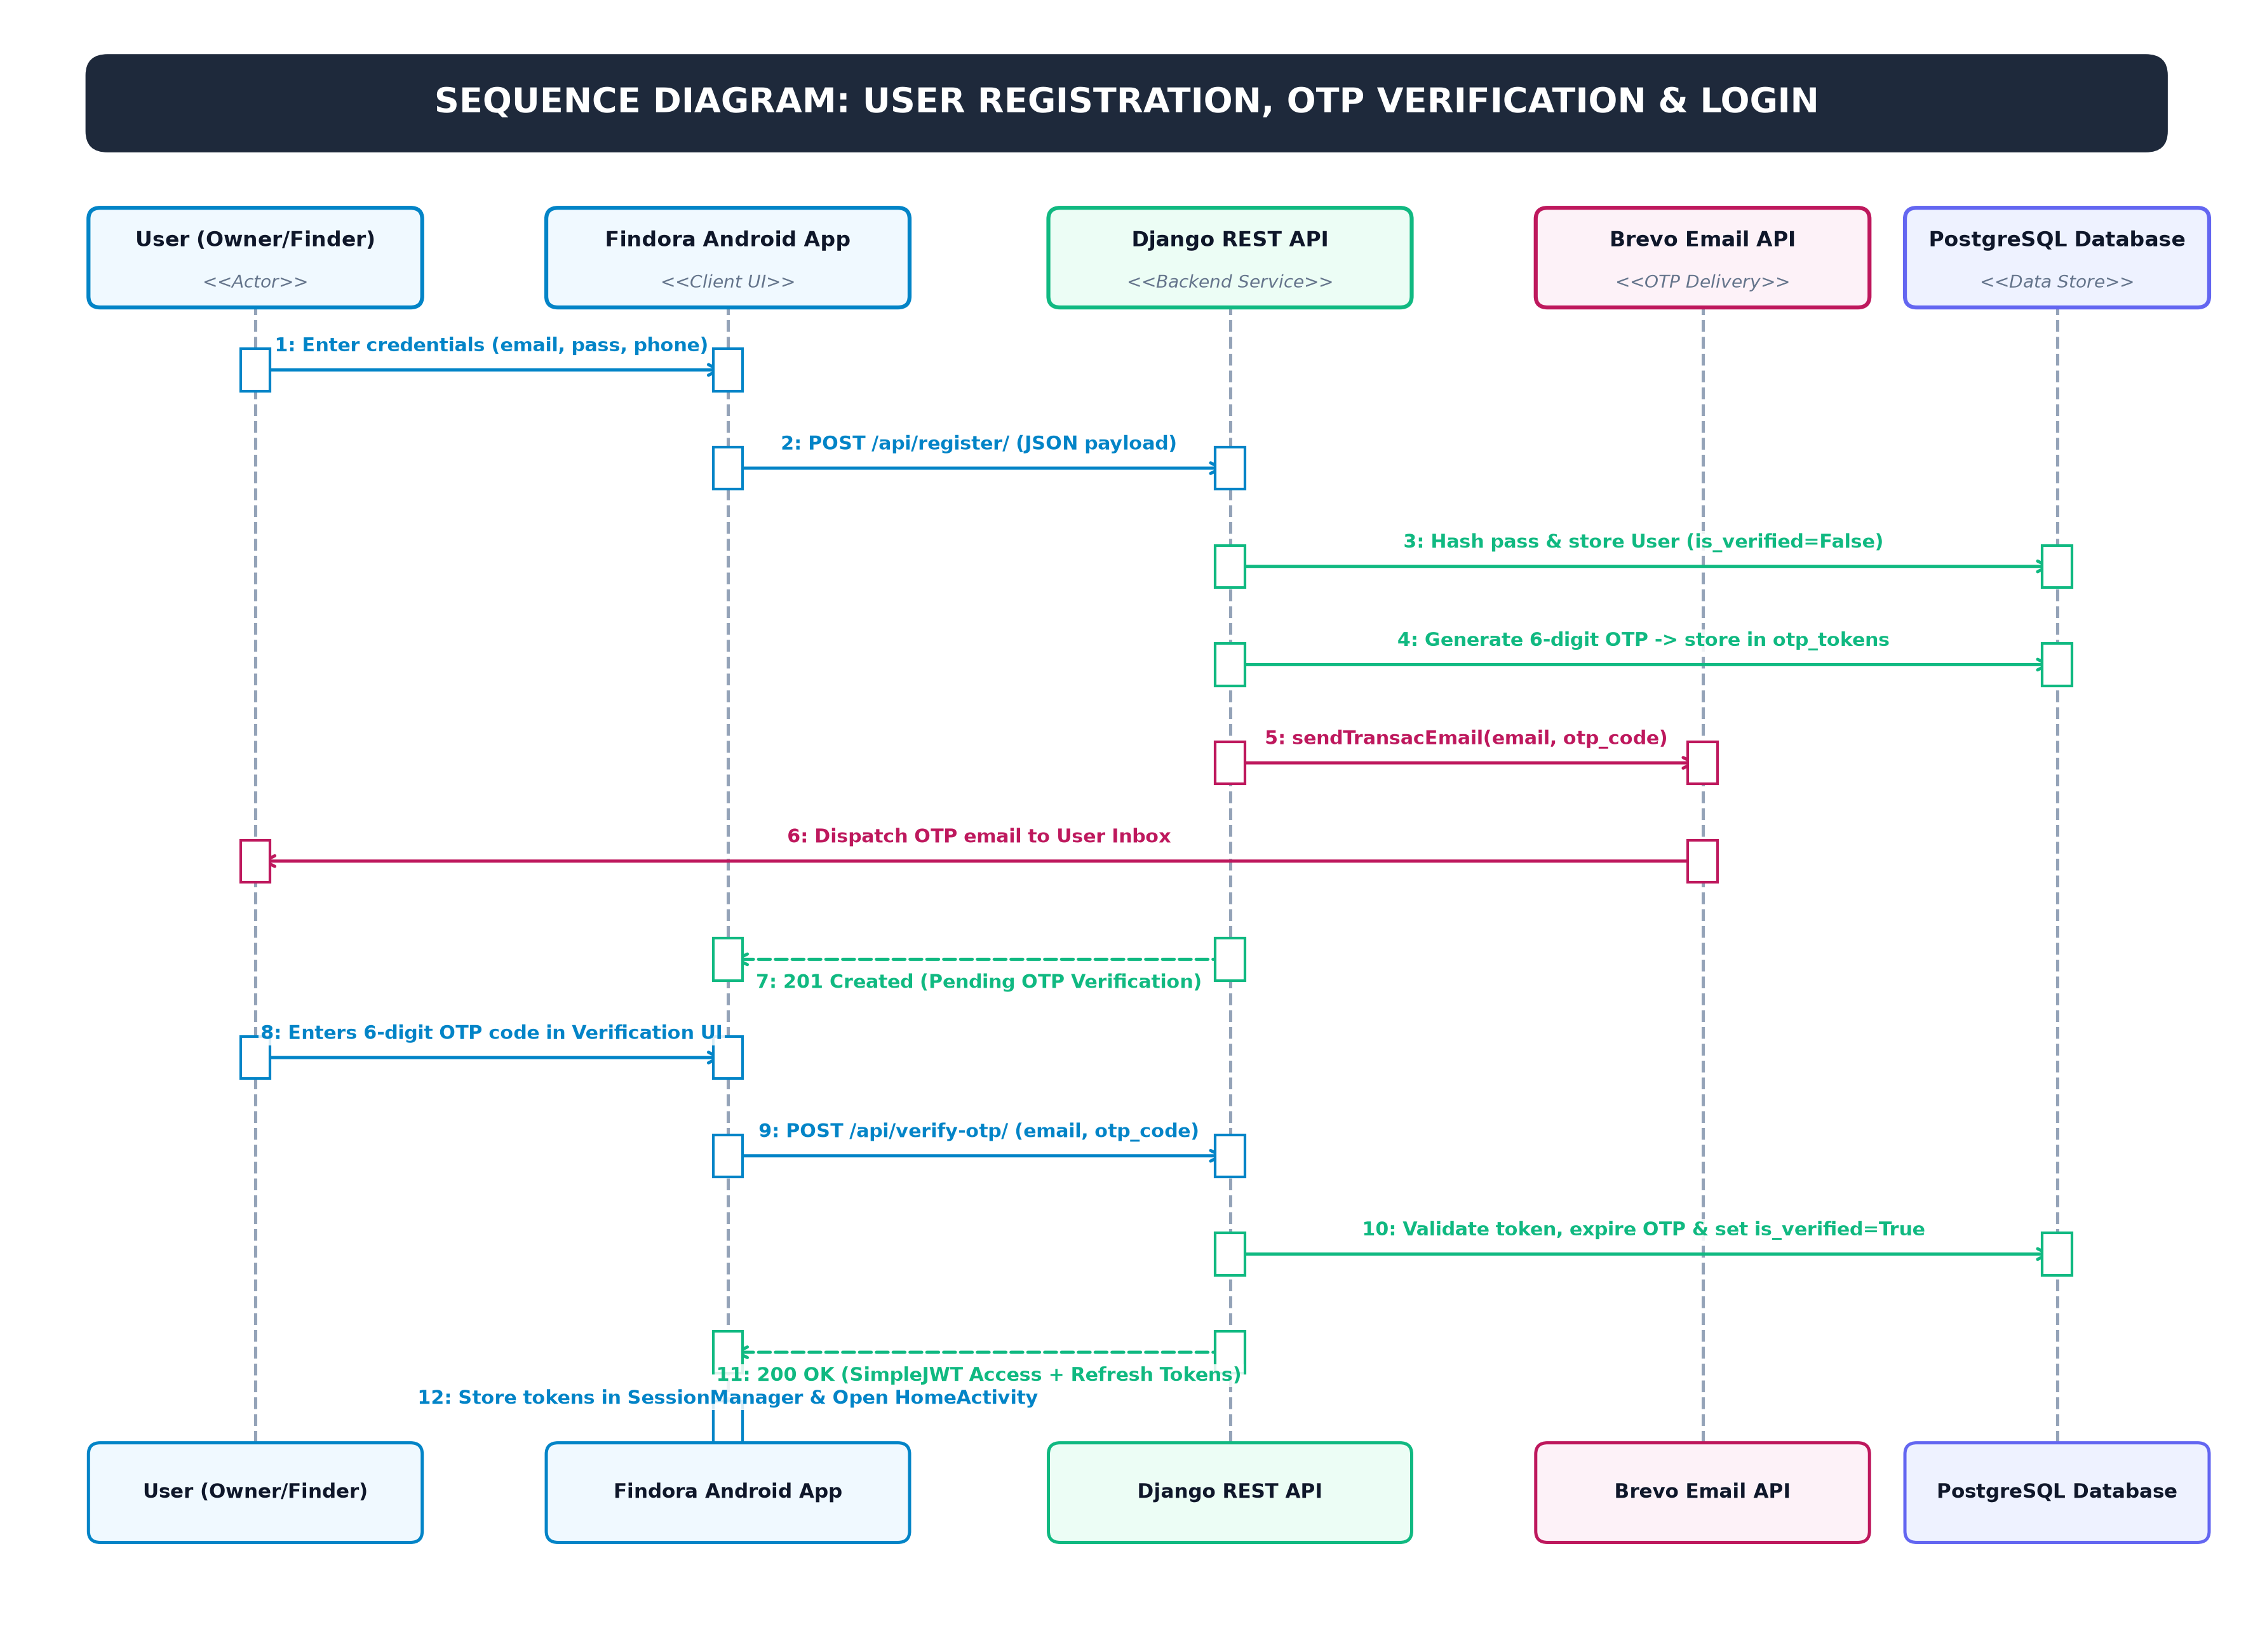 SEQUENCE DIAGRAM: USER REGISTRATION, OTP VERIFICATION & LOGIN
User (Owner/Finder)
<<Actor>>
Findora Android App
<<Client UI>>
Django REST API
<<Backend Service>>
Brevo Email API
<<OTP Delivery>>
PostgreSQL Database
<<Data Store>>
1: Enter credentials (email, pass, phone)
2: POST /api/register/ (JSON payload)
3: Hash pass & store User (is_verified=False)
4: Generate 6-digit OTP -> store in otp_tokens
5: sendTransacEmail(email, otp_code)
6: Dispatch OTP email to User Inbox
7: 201 Created (Pending OTP Verification)
8: Enters 6-digit OTP code in Verification UI
9: POST /api/verify-otp/ (email, otp_code)
10: Validate token, expire OTP & set is_verified=True
11: 200 OK (SimpleJWT Access + Refresh Tokens)
12: Store tokens in SessionManager & Open HomeActivity
User (Owner/Finder)
Findora Android App
Django REST API
Brevo Email API
PostgreSQL Database